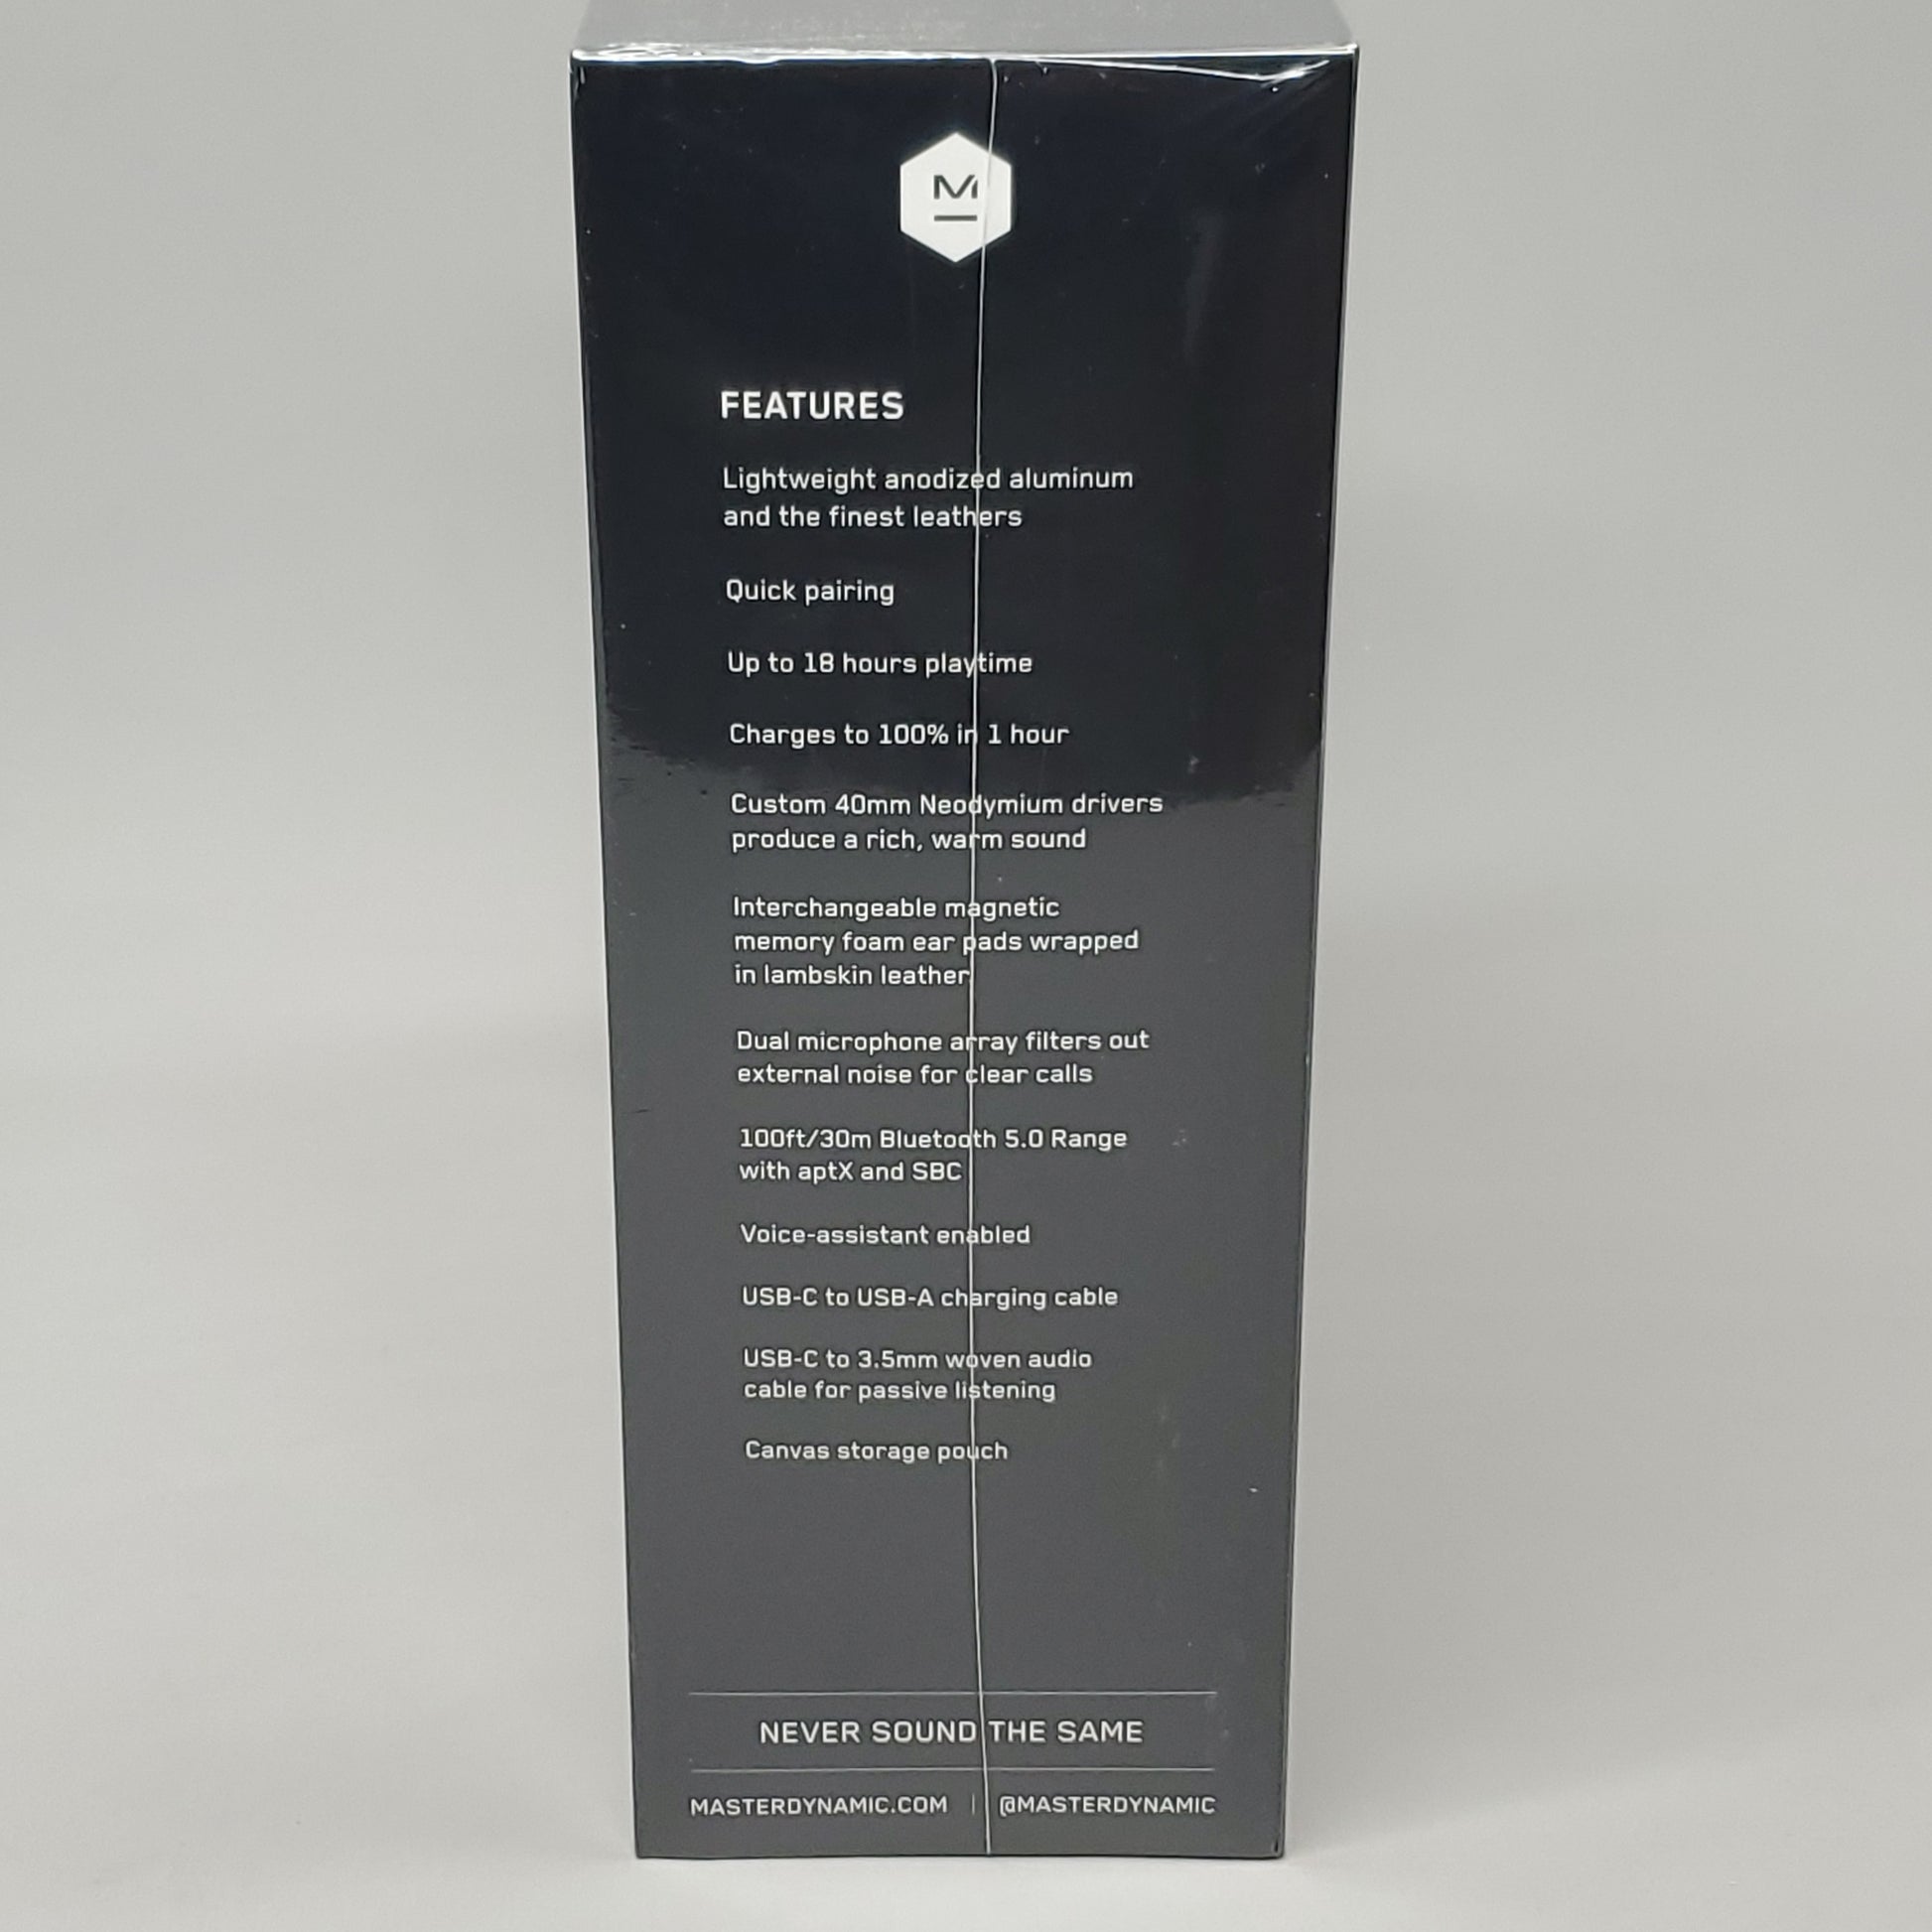 M
FEATURES
Lightweight anodized aluminum
and the finest leathers
Quick pairing
Up to 18 hours playtime
Charges to 100% in 1 hour
Custom 40mm Neodymium drivers
produce a rich, warm sound
Interchangeable magnetic
memory foam ear pads wrapped
in lambskin leather
Dual microphone array filters out
external noise for clear calls
100ft/30m Bluetooth 5.0 Range
with aptX and SBC
Voice-assistant enabled
USB-C to USB-A charging cable
USB-C to 3.5mm woven audio
cable for passive listening
Canvas storage pouch
NEVER SOUND THE SAME
MASTERDYNAMIC.COM | @MASTERDYNAMIC